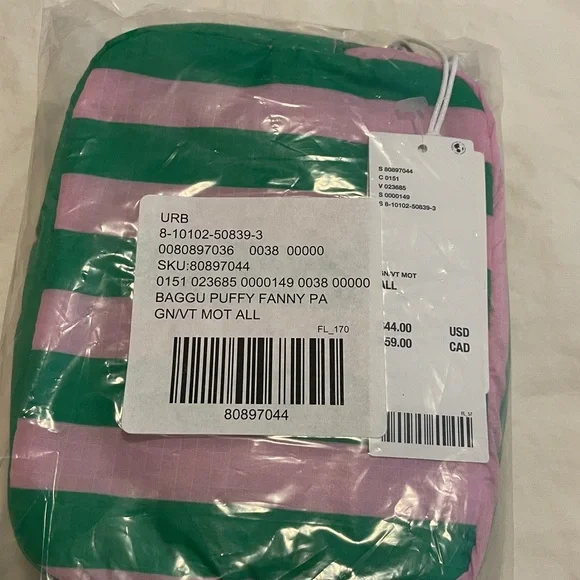 S 80897044
C 0151
V 023685
S 0000149
S 8-10102-50839-3
GN/VT MOT
ALL
44.00 USD
59.00 CAD
URB
8-10102-50839-3
0080897036 0038 00000
SKU:80897044
0151 023685 0000149 0038 00000
BAGGU PUFFY FANNY PA
GN/VT MOT ALL
FL_170
80897044